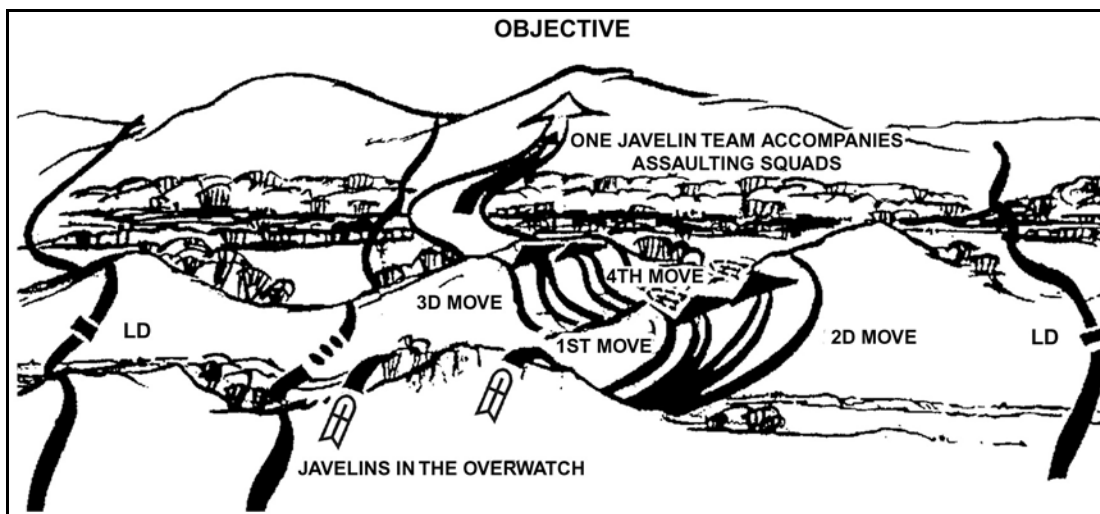 OBJECTIVE
ONE JAVELIN TEAM ACCOMPANIES
ASSAULTING SQUADS
4TH MOVE
3D MOVE
LD
1ST MOVE
2D MOVE
LD
JAVELINS IN THE OVERWATCH